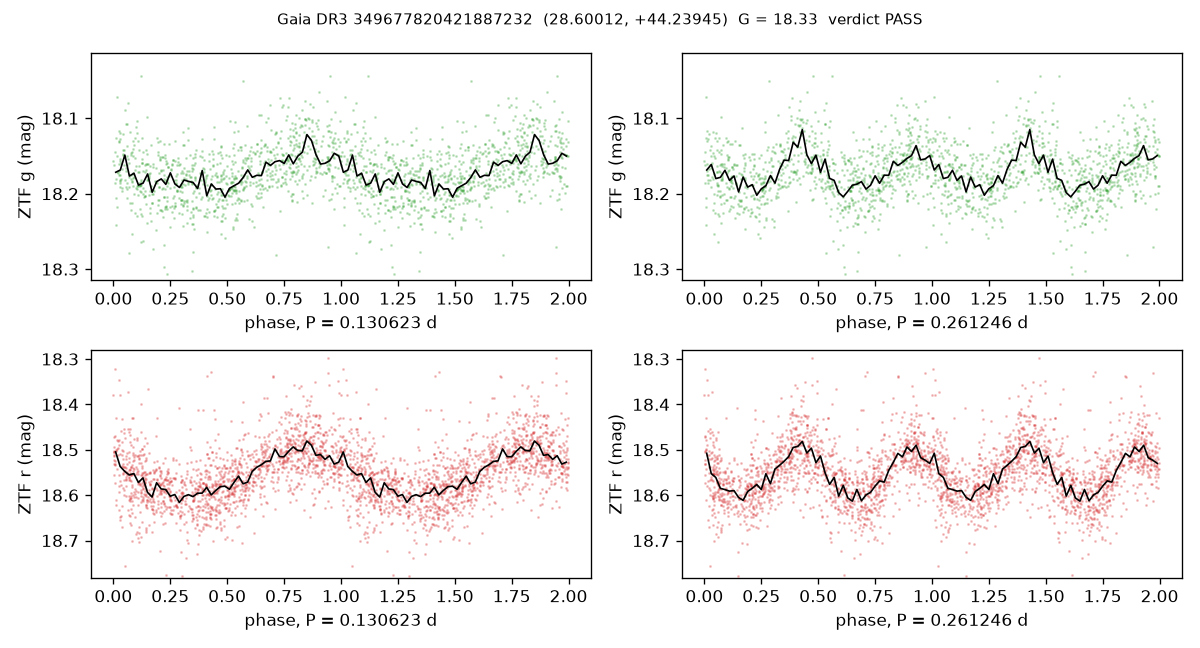 Gaia DR3 349677820421887232 (28.60012, +44.23945) G = 18.33 verdict PASS
ZTF g (mag)
18.1
18.2
18.3
0.00 0.25 0.50 0.75 1.00 1.25 1.50 1.75 2.00
phase, P = 0.130623 d
ZTF g (mag)
18.1
18.2
18.3
0.00 0.25 0.50 0.75 1.00 1.25 1.50 1.75 2.00
phase, P = 0.261246 d
ZTF r (mag)
18.3
18.4
18.5
18.6
18.7
0.00 0.25 0.50 0.75 1.00 1.25 1.50 1.75 2.00
phase, P = 0.130623 d
ZTF r (mag)
18.3
18.4
18.5
18.6
18.7
0.00 0.25 0.50 0.75 1.00 1.25 1.50 1.75 2.00
phase, P = 0.261246 d